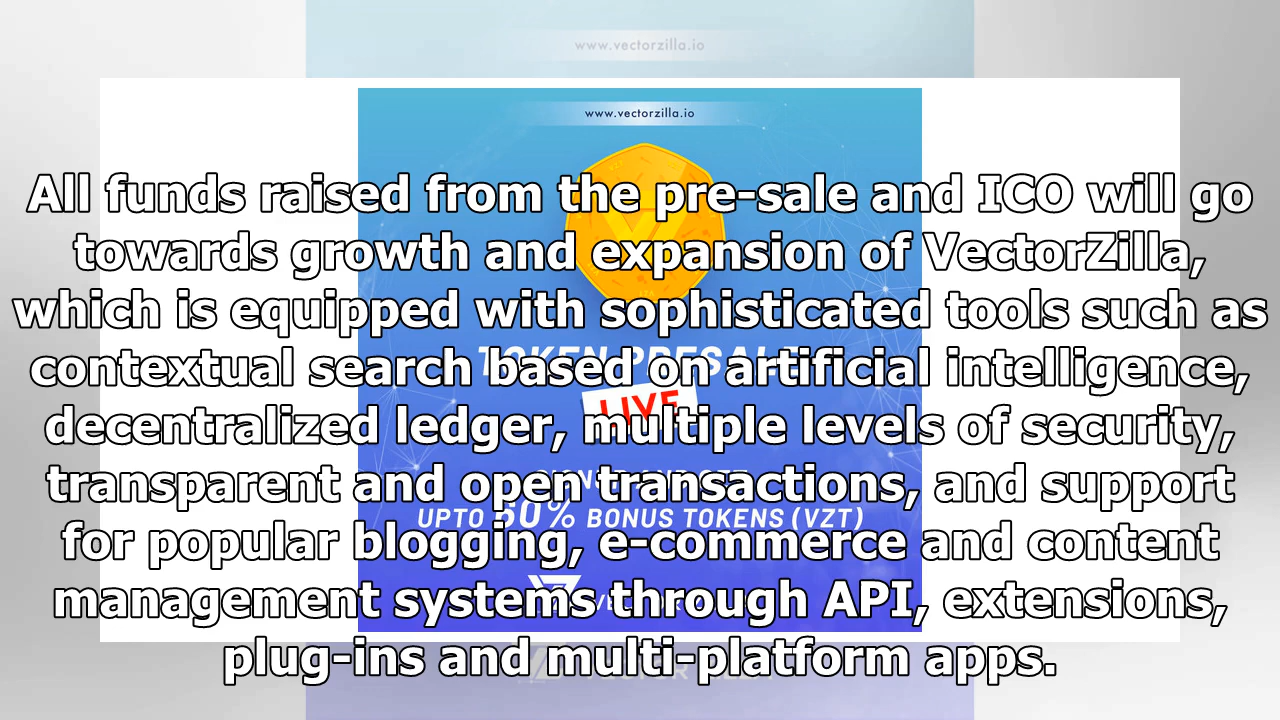 www.vectorzilla.io
www.vectorzilla.io
All funds raised from the pre-sale and ICO will go
towards growth and expansion of VectorZilla,
which is equipped with sophisticated tools such as
contextual search based on artificial intelligence,
decentralized ledger, multiple levels of security,
transparent and open transactions, and support
for popular blogging, e-commerce and content
management systems through API, extensions,
plug-ins and multi-platform apps.
TOKEN PRESALE
LIVE
UPTO 60% BONUS TOKENS (VZT)